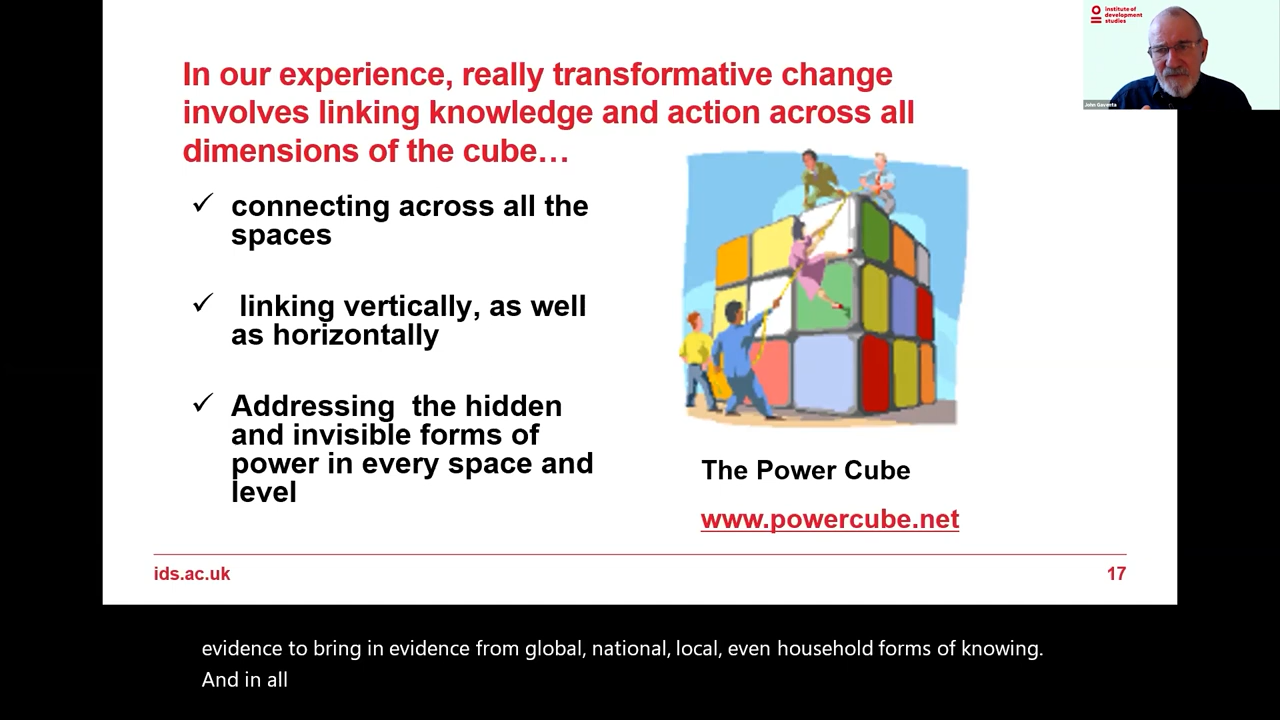 institute of
development
studies
John Gaventa
In our experience, really transformative change
involves linking knowledge and action across all
dimensions of the cube…
✓ connecting across all the
spaces
✓ linking vertically, as well
as horizontally
✓ Addressing the hidden
and invisible forms of
power in every space and
level
The Power Cube
www.powercube.net
ids.ac.uk
17
evidence to bring in evidence from global, national, local, even household forms of knowing.
And in all